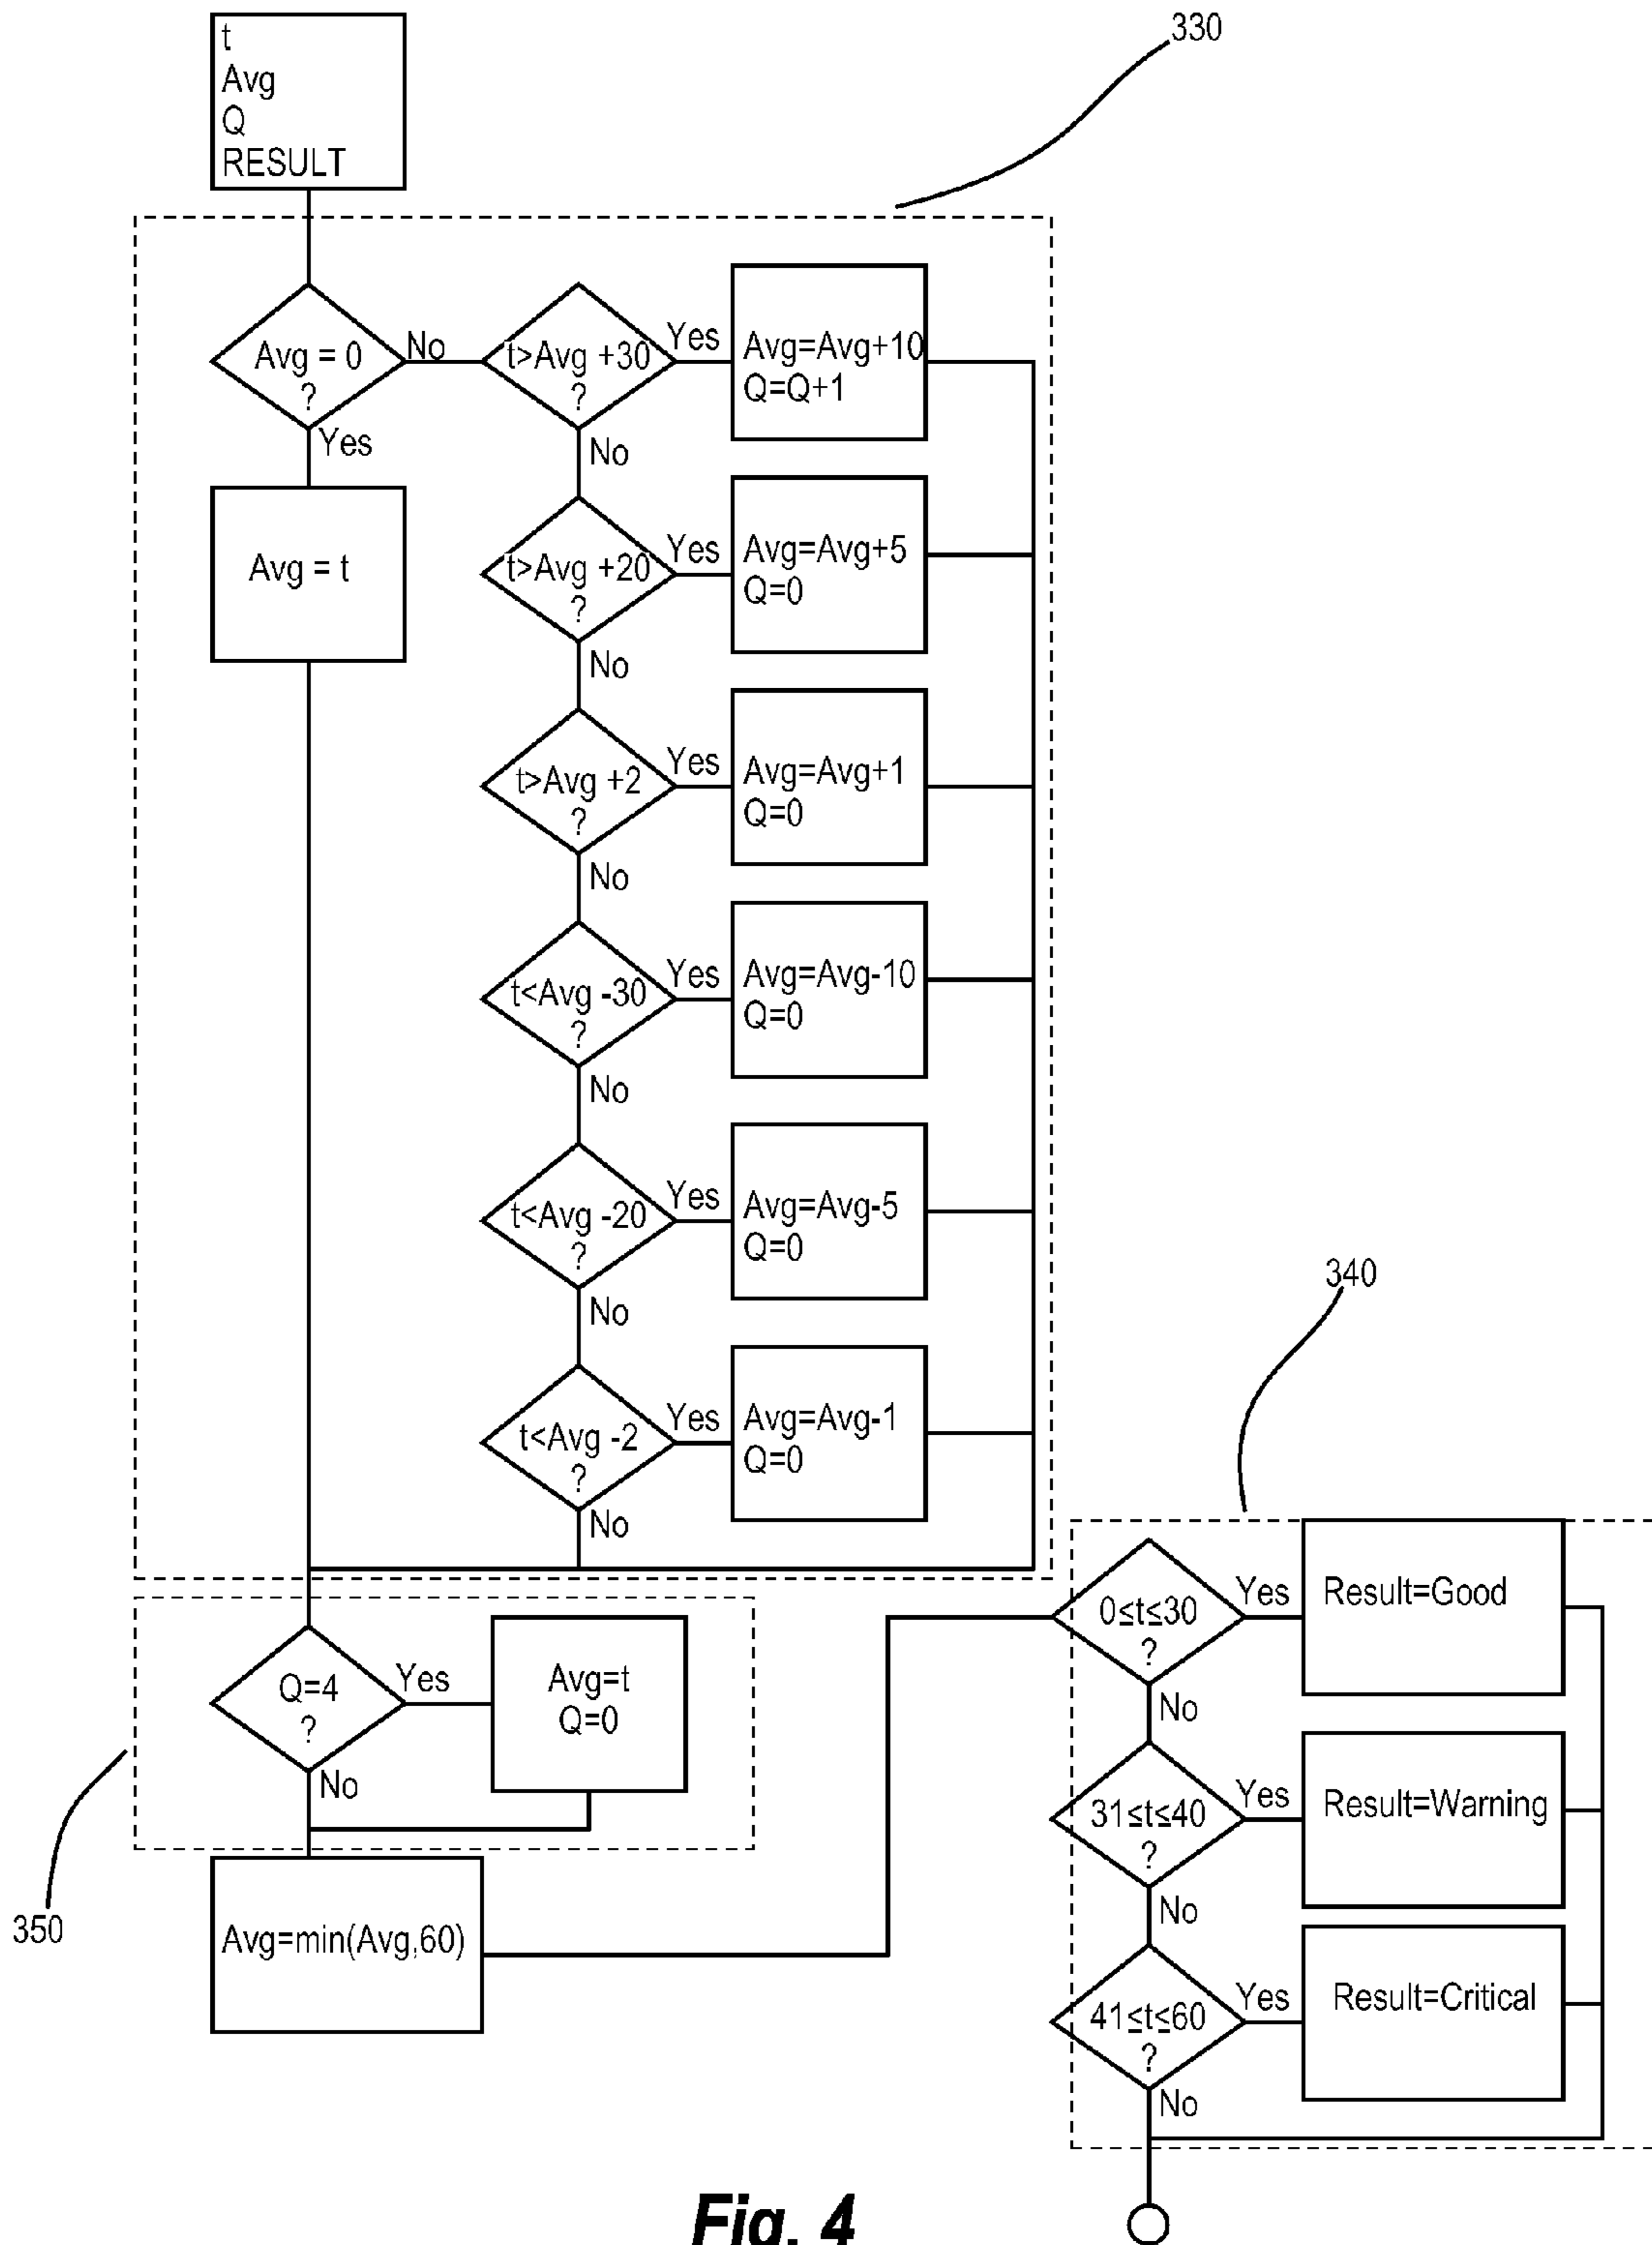 t
Avg
Q
RESULT
330
Avg = 0
?
No
Yes
t>Avg +30
?
Yes
No
Avg=Avg+10
Q=Q+1
Avg = t
t>Avg +20
?
Yes
No
Avg=Avg+5
Q=0
t>Avg +2
?
Yes
No
Avg=Avg+1
Q=0
t<Avg -30
?
Yes
No
Avg=Avg-10
Q=0
t<Avg -20
?
Yes
No
Avg=Avg-5
Q=0
t<Avg -2
?
Yes
No
Avg=Avg-1
Q=0
350
Q=4
?
Yes
No
Avg=t
Q=0
Avg=min(Avg,60)
340
0≤t≤30
?
Yes
No
Result=Good
31≤t≤40
?
Yes
No
Result=Warning
41≤t≤60
?
Yes
No
Result=Critical
Fig. 4